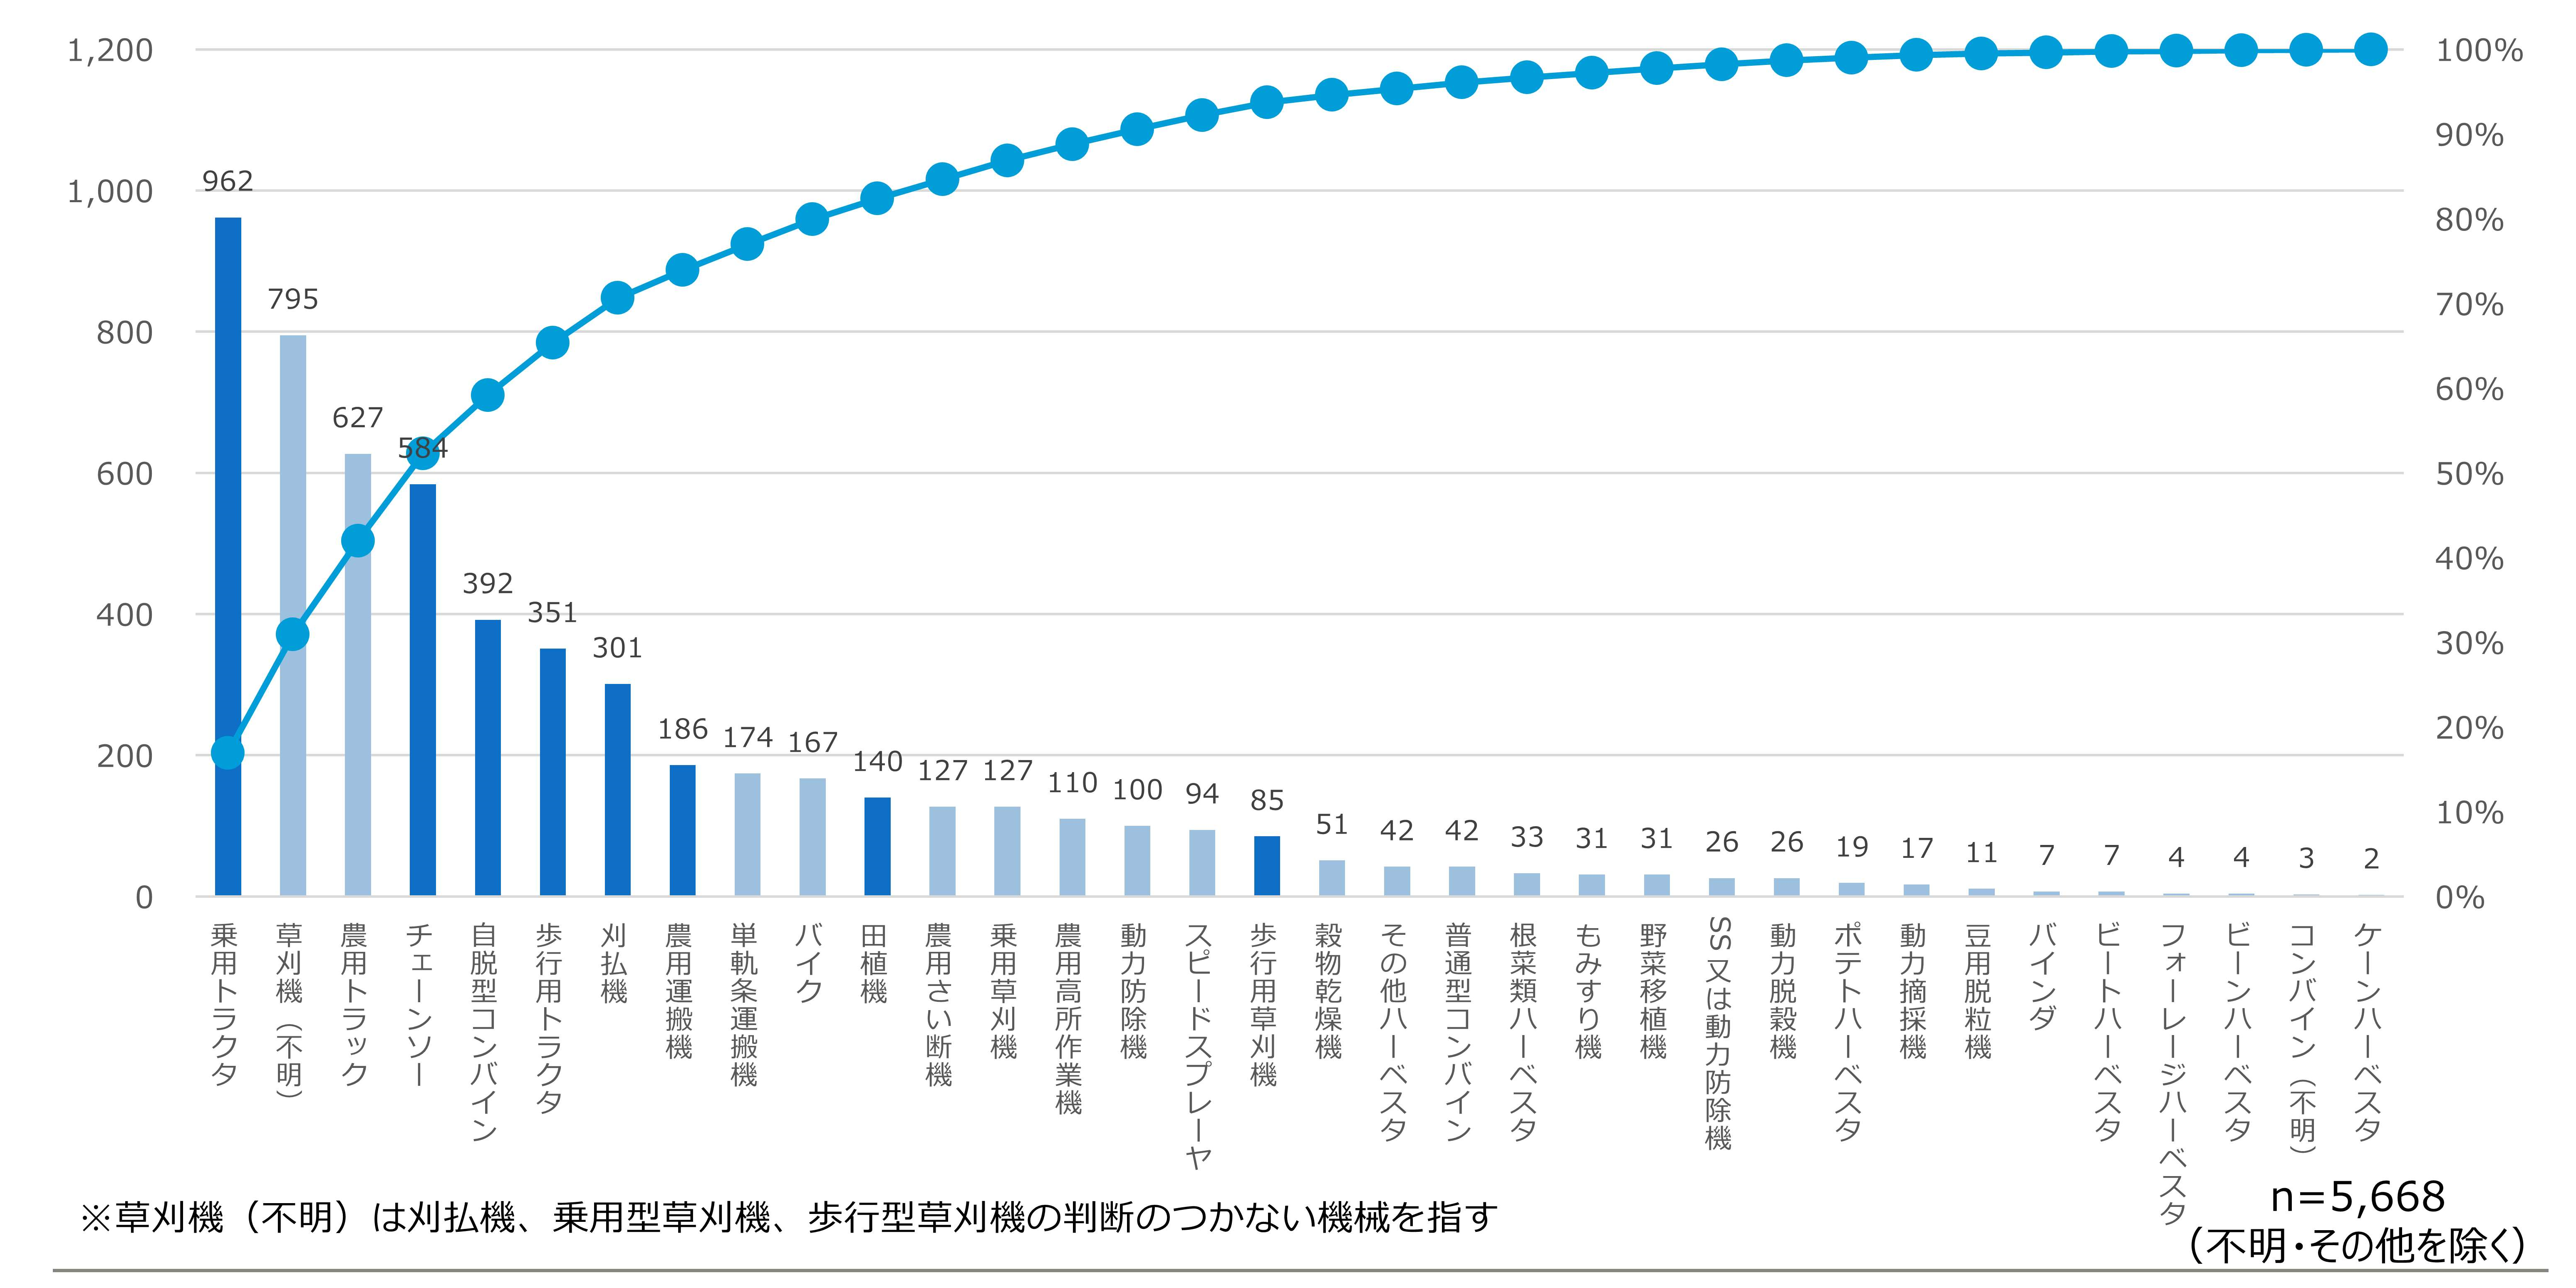 1,200
1,000
800
600
400
200
0
100%
90%
80%
70%
60%
50%
40%
30%
20%
10%
0%
962
795
627
584
392
351
301
186
174
167
140
127
127
110
100
94
85
51
42
42
33
31
31
26
26
19
17
11
7
7
4
4
3
2
乗用トラクタ
草刈機（不明）
農用トラック
チェーンソー
自脱型コンバイン
歩行用トラクタ
刈払機
農用運搬機
単軌条運搬機
バイク
田植機
農用さい断機
乗用草刈機
農用高所作業機
動力防除機
スピードスプレーヤ
歩行用草刈機
穀物乾燥機
その他ハーベスタ
普通型コンバイン
根菜類ハーベスタ
もみすり機
野菜移植機
SS又は動力防除機
動力脱穀機
ポテトハーベスタ
動力摘採機
豆用脱粒機
バインダ
ビートハーベスタ
フォーレージハーベスタ
ビーンハーベスタ
コンバイン（不明）
ケーンハーベスタ
※草刈機（不明）は刈払機、乗用型草刈機、歩行型草刈機の判断のつかない機械を指す
n=5,668
（不明・その他を除く）